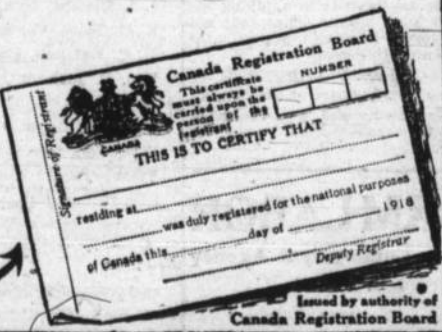 Canada Registration Board
This certificate
must always be
carried upon the
person of the
registrant
NUMBER
CANADA
THIS IS TO CERTIFY THAT
Signature of Registrant
residing at
was duly registered for the national purposes
of Canada this day of 1918
Deputy Registrar
Issued by authority of
Canada Registration Board